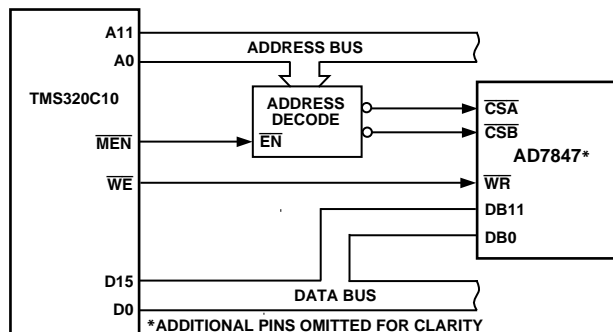 A11
ADDRESS BUS
A0
TMS320C10
ADDRESS
DECODE
CSA
MEN
EN
CSB
AD7847*
WE
WR
DB11
DB0
D15
DATA BUS
D0
*ADDITIONAL PINS OMITTED FOR CLARITY